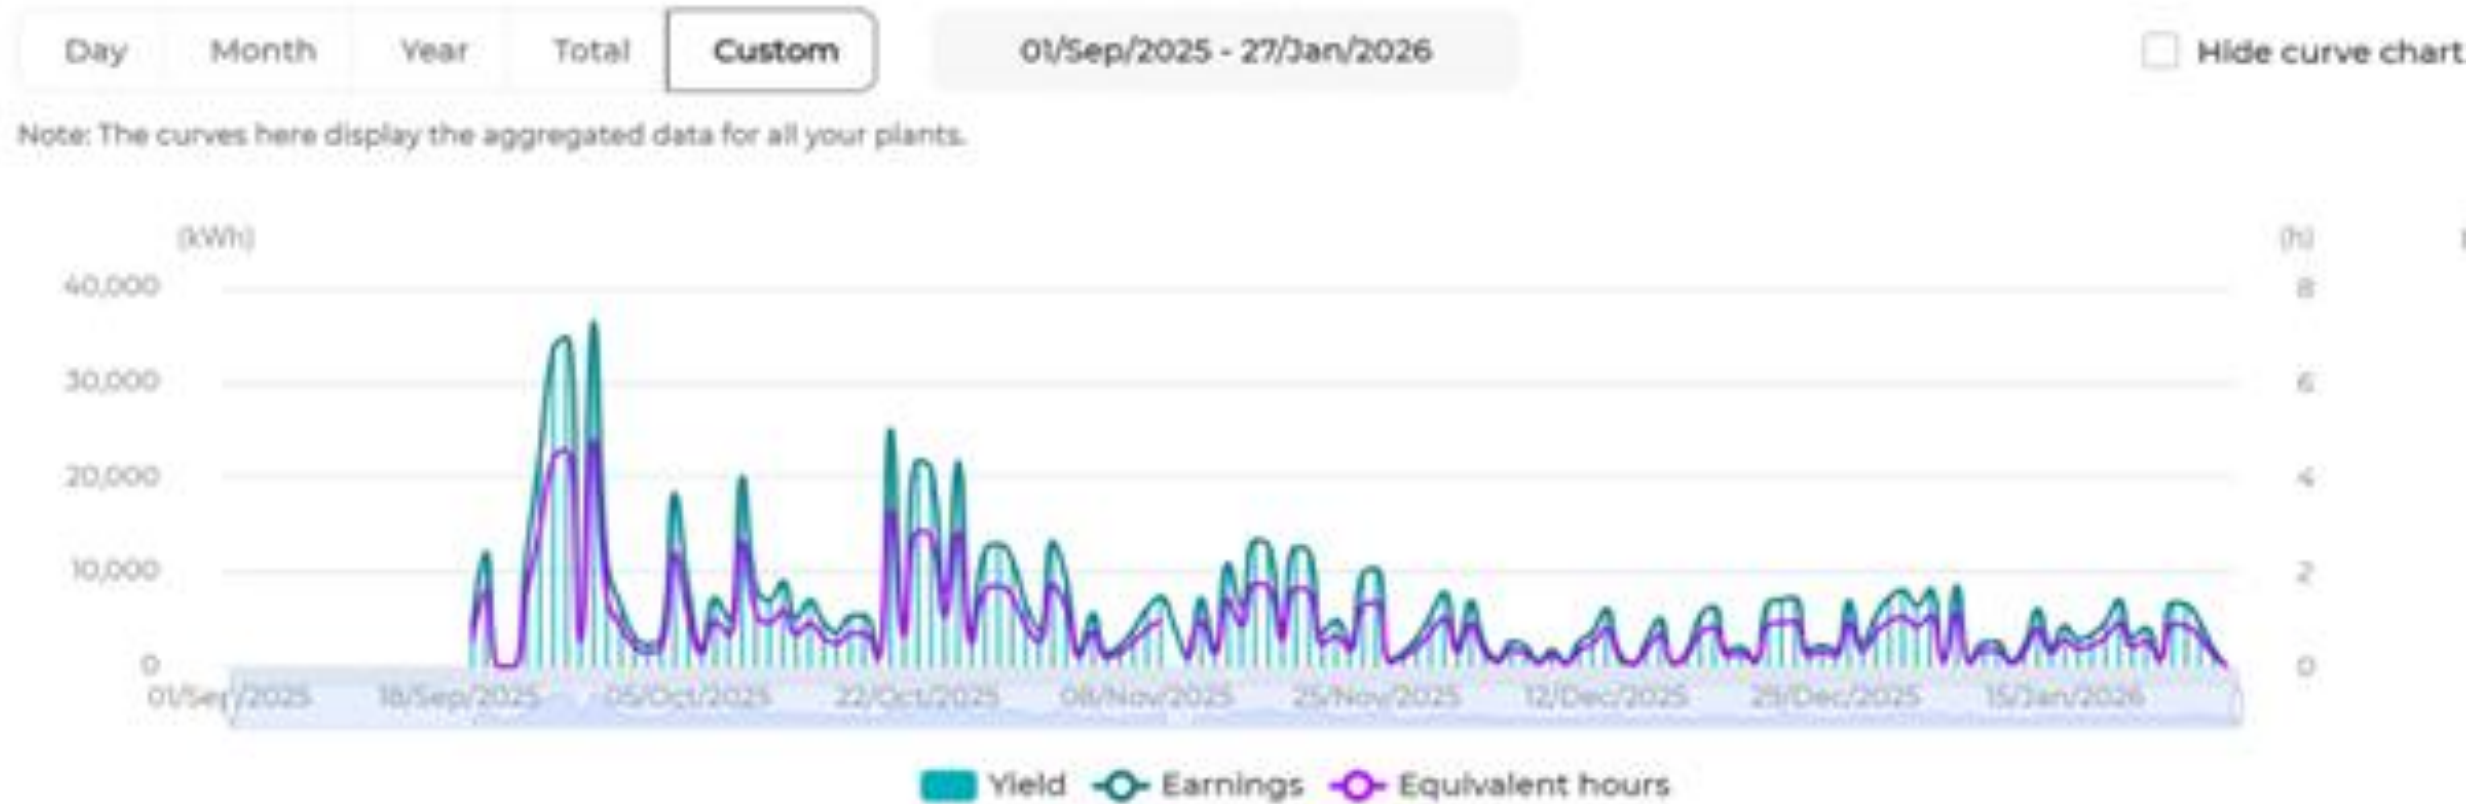 Day Month Year Total Custom 01/Sep/2025 - 27/Jan/2026 Hide curve chart
Note: The curves here display the aggregated data for all your plants.
(kWh) (h)
40,000 8
30,000 6
20,000 4
10,000 2
0 0
01/Sep/2025 18/Sep/2025 05/Oct/2025 22/Oct/2025 08/Nov/2025 25/Nov/2025 12/Dec/2025 29/Dec/2025 15/Jan/2026
Yield Earnings Equivalent hours